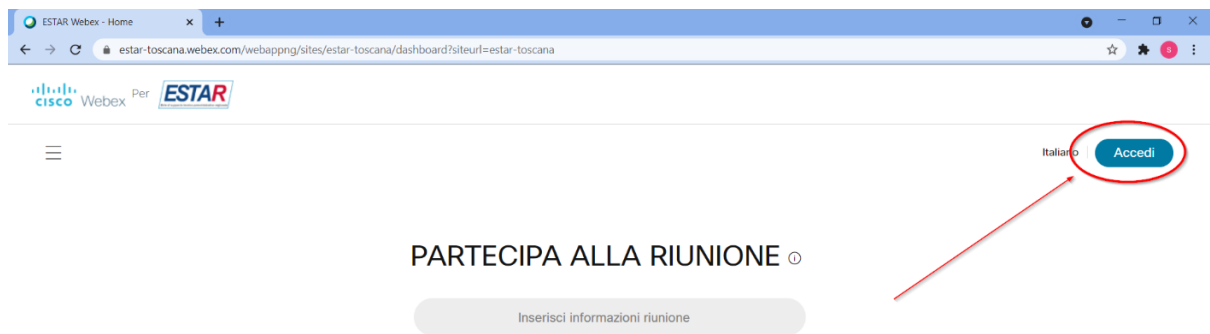 ESTAR Webex - Home
estar-toscana.webex.com/webappng/sites/estar-toscana/dashboard?siteurl=estar-toscana
S
cisco Webex Per ESTAR
Italiano Accedi
PARTECIPA ALLA RIUNIONE
Inserisci informazioni riunione